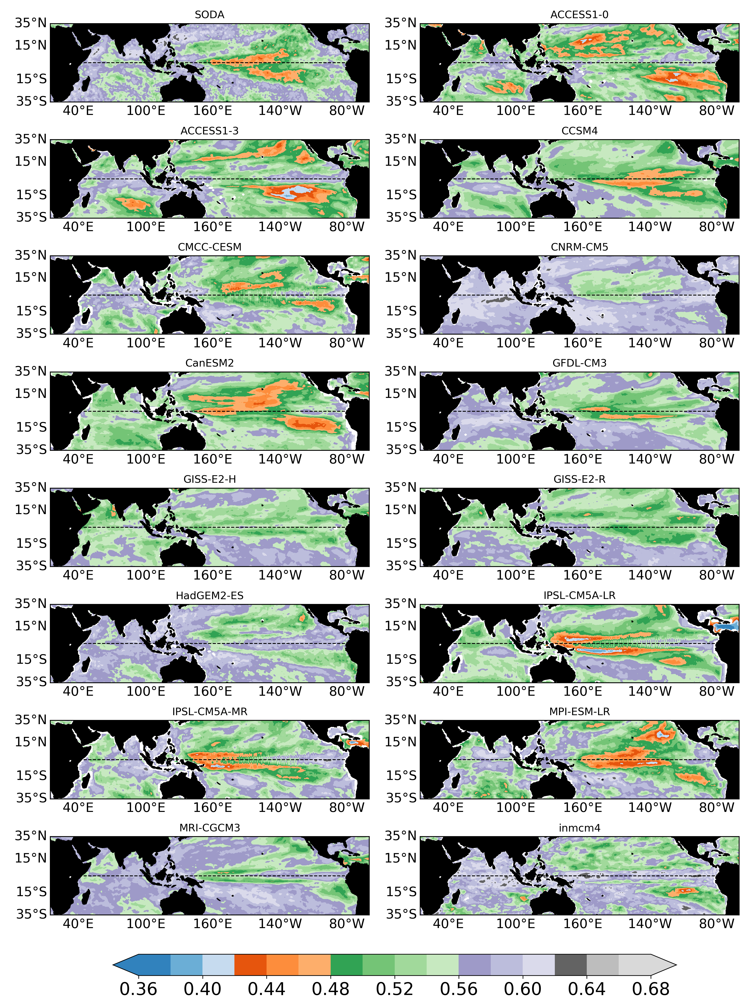 SODA
35°N
15°N
15°S
35°S
40°E 100°E 160°E 140°W 80°W
ACCESS1-0
35°N
15°N
15°S
35°S
40°E 100°E 160°E 140°W 80°W
ACCESS1-3
35°N
15°N
15°S
35°S
40°E 100°E 160°E 140°W 80°W
CCSM4
35°N
15°N
15°S
35°S
40°E 100°E 160°E 140°W 80°W
CMCC-CESM
35°N
15°N
15°S
35°S
40°E 100°E 160°E 140°W 80°W
CNRM-CM5
35°N
15°N
15°S
35°S
40°E 100°E 160°E 140°W 80°W
CanESM2
35°N
15°N
15°S
35°S
40°E 100°E 160°E 140°W 80°W
GFDL-CM3
35°N
15°N
15°S
35°S
40°E 100°E 160°E 140°W 80°W
GISS-E2-H
35°N
15°N
15°S
35°S
40°E 100°E 160°E 140°W 80°W
GISS-E2-R
35°N
15°N
15°S
35°S
40°E 100°E 160°E 140°W 80°W
HadGEM2-ES
35°N
15°N
15°S
35°S
40°E 100°E 160°E 140°W 80°W
IPSL-CM5A-LR
35°N
15°N
15°S
35°S
40°E 100°E 160°E 140°W 80°W
IPSL-CM5A-MR
35°N
15°N
15°S
35°S
40°E 100°E 160°E 140°W 80°W
MPI-ESM-LR
35°N
15°N
15°S
35°S
40°E 100°E 160°E 140°W 80°W
MRI-CGCM3
35°N
15°N
15°S
35°S
40°E 100°E 160°E 140°W 80°W
inmcm4
35°N
15°N
15°S
35°S
40°E 100°E 160°E 140°W 80°W
0.36 0.40 0.44 0.48 0.52 0.56 0.60 0.64 0.68